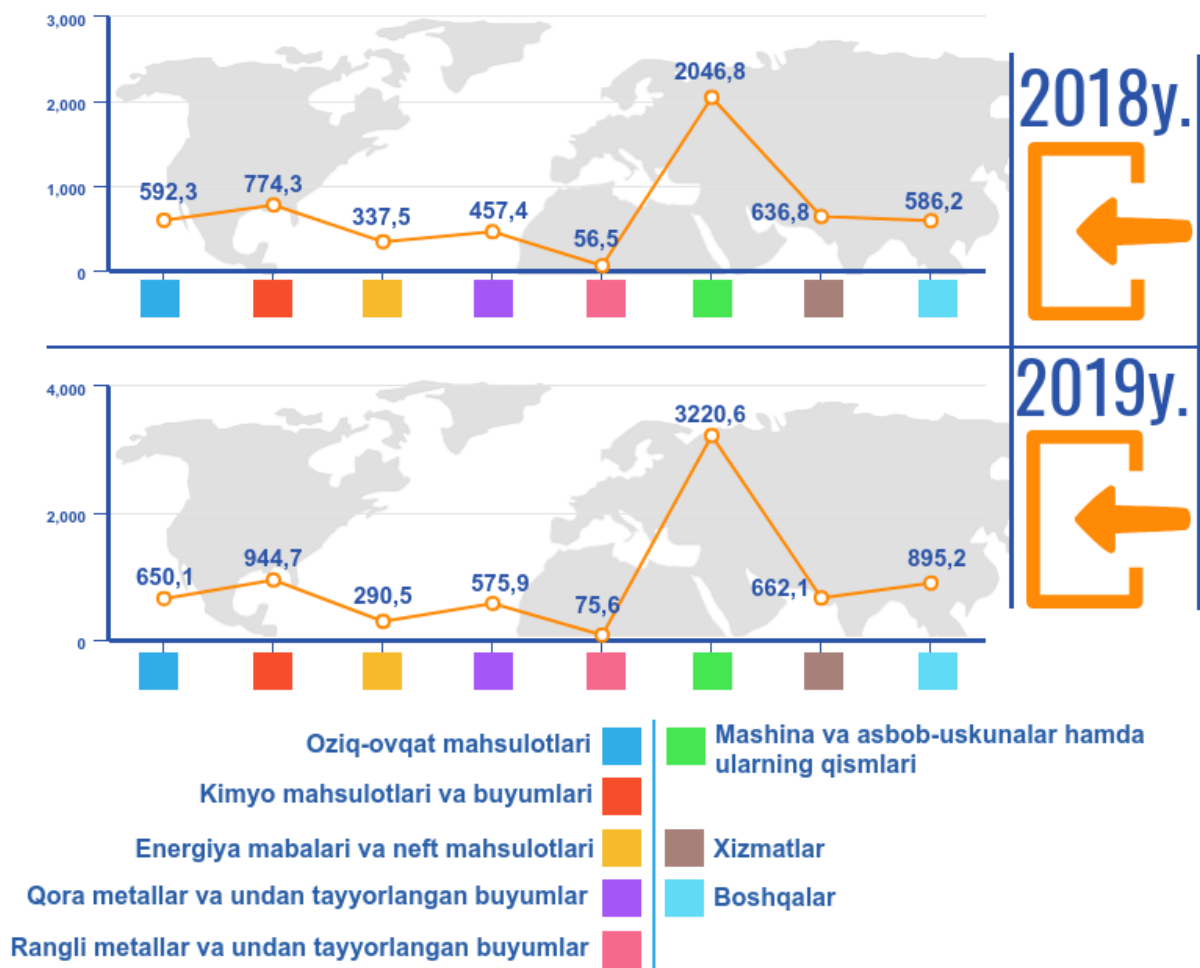 3,000
2,000
1,000
0
592,3
774,3
337,5
457,4
56,5
2046,8
636,8
586,2
2018y.
4,000
2,000
0
650,1
944,7
290,5
575,9
75,6
3220,6
662,1
895,2
2019y.
Oziq-ovqat mahsulotlari
Kimyo mahsulotlari va buyumlari
Energiya mabalari va neft mahsulotlari
Qora metallar va undan tayyorlangan buyumlar
Rangli metallar va undan tayyorlangan buyumlar
Mashina va asbob-uskunalar hamda
ularning qismlari
Xizmatlar
Boshqalar